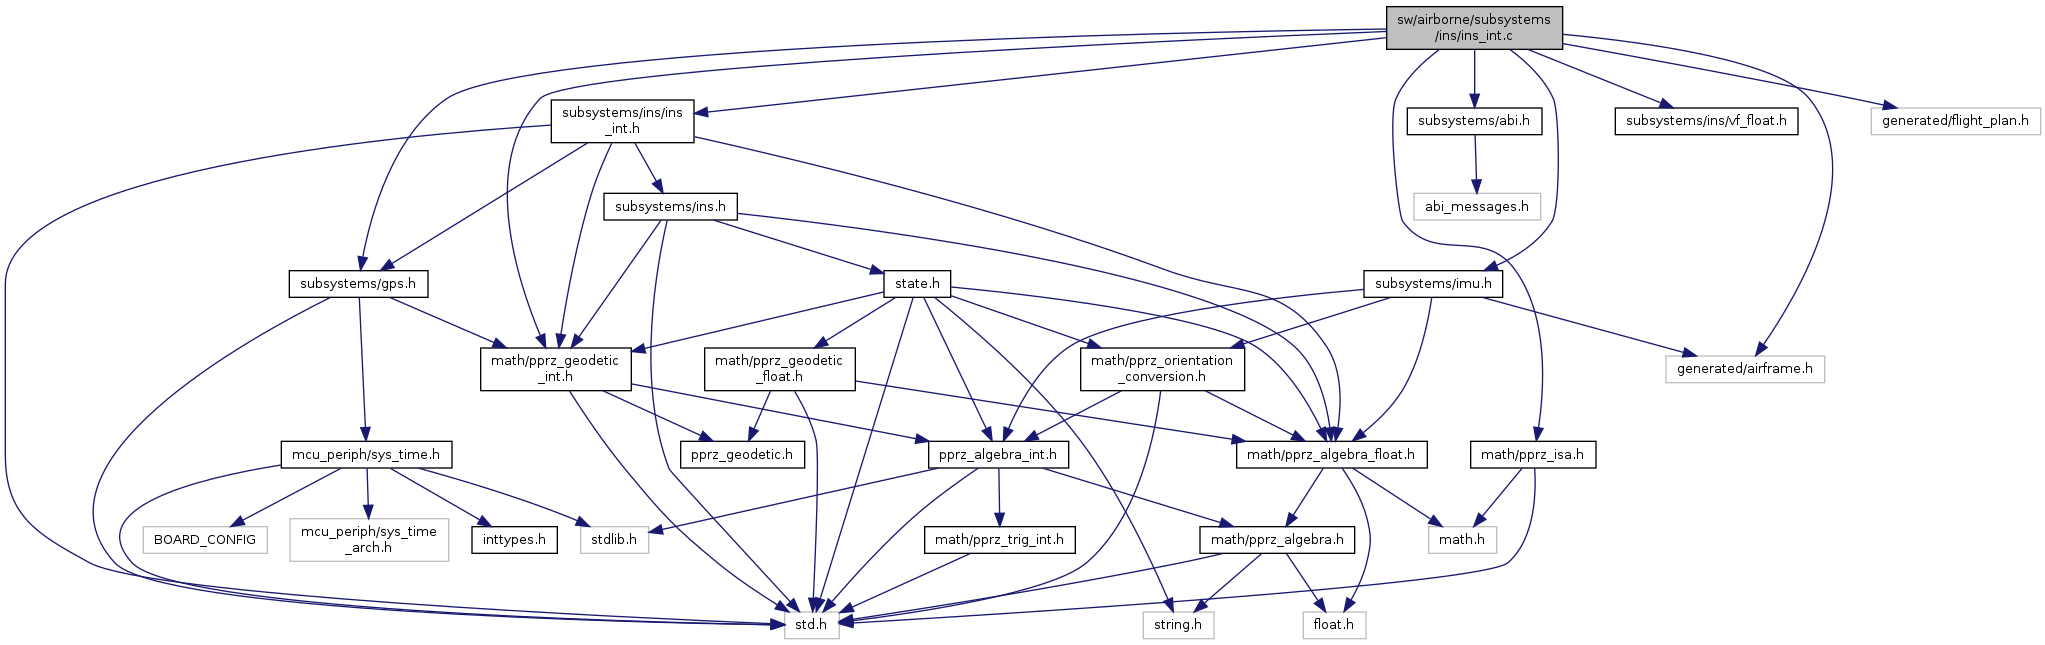 sw/airborne/subsystems
/ins/ins_int.c
subsystems/ins/ins
_int.h
subsystems/abi.h
subsystems/ins/vf_float.h
generated/flight_plan.h
subsystems/ins.h
abi_messages.h
subsystems/gps.h
state.h
subsystems/imu.h
math/pprz_geodetic
_int.h
math/pprz_geodetic
_float.h
math/pprz_orientation
_conversion.h
generated/airframe.h
mcu_periph/sys_time.h
pprz_geodetic.h
pprz_algebra_int.h
math/pprz_algebra_float.h
math/pprz_isa.h
BOARD_CONFIG
mcu_periph/sys_time
_arch.h
inttypes.h
stdlib.h
math/pprz_trig_int.h
math/pprz_algebra.h
math.h
std.h
string.h
float.h